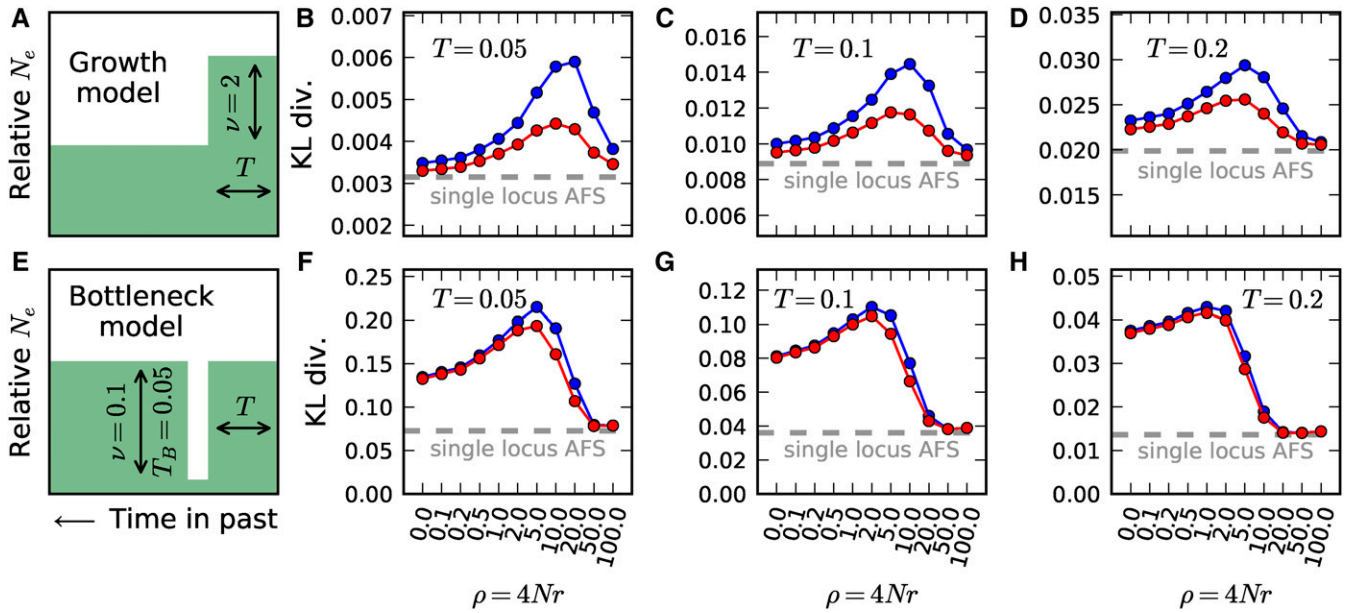 A
Relative N_e
Growth
model
ν = 2
T
B
KL div.
0.007
0.006
0.005
0.004
0.003
0.002
T = 0.05
single locus AFS
C
0.016
0.014
0.012
0.010
0.008
0.006
T = 0.1
single locus AFS
D
0.035
0.030
0.025
0.020
0.015
T = 0.2
single locus AFS
E
Relative N_e
Bottleneck
model
ν = 0.1
T_B = 0.05
T
← Time in past
F
KL div.
0.25
0.20
0.15
0.10
0.05
0.00
T = 0.05
single locus AFS
0.0 0.1 0.2 0.5 1.0 2.0 5.0 10.0 20.0 50.0 100.0
ρ = 4Nr
G
0.12
0.10
0.08
0.06
0.04
0.02
0.00
T = 0.1
single locus AFS
0.0 0.1 0.2 0.5 1.0 2.0 5.0 10.0 20.0 50.0 100.0
ρ = 4Nr
H
0.05
0.04
0.03
0.02
0.01
0.00
T = 0.2
single locus AFS
0.0 0.1 0.2 0.5 1.0 2.0 5.0 10.0 20.0 50.0 100.0
ρ = 4Nr